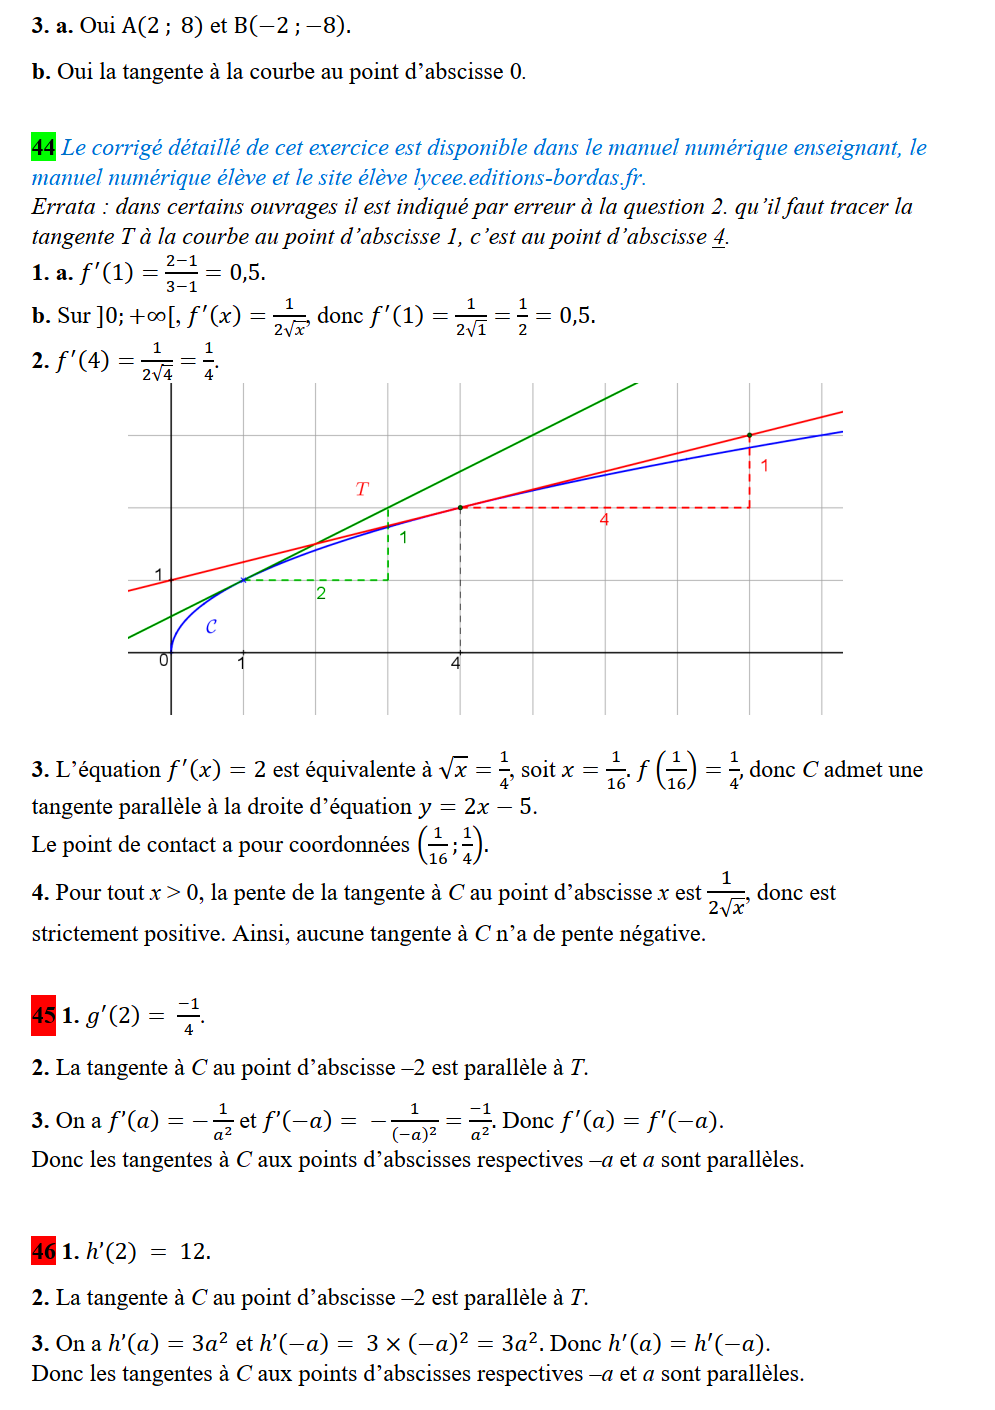 3. a. Oui A(2 ; 8) et B(−2 ; −8).
b. Oui la tangente à la courbe au point d’abscisse 0.
44 Le corrigé détaillé de cet exercice est disponible dans le manuel numérique enseignant, le
manuel numérique élève et le site élève lycee.editions-bordas.fr.
Errata : dans certains ouvrages il est indiqué par erreur à la question 2. qu’il faut tracer la
tangente T à la courbe au point d’abscisse 1, c’est au point d’abscisse 4.
1. a. f′(1) = (2−1)/(3−1) = 0,5.
b. Sur ]0; +∞[, f′(x) = 1/(2√x), donc f′(1) = 1/(2√1) = 1/2 = 0,5.
2. f′(4) = 1/(2√4) = 1/4.
T
1
4
1
2
1
C
0
1
4
3. L’équation f′(x) = 2 est équivalente à √x = 1/4, soit x = 1/16. f(1/16) = 1/4, donc C admet une
tangente parallèle à la droite d’équation y = 2x − 5.
Le point de contact a pour coordonnées (1/16 ; 1/4).
4. Pour tout x > 0, la pente de la tangente à C au point d’abscisse x est 1/(2√x), donc est
strictement positive. Ainsi, aucune tangente à C n’a de pente négative.
45 1. g′(2) = −1/4.
2. La tangente à C au point d’abscisse –2 est parallèle à T.
3. On a f′(a) = −1/a² et f′(−a) = −1/(−a)² = −1/a². Donc f′(a) = f′(−a).
Donc les tangentes à C aux points d’abscisses respectives –a et a sont parallèles.
46 1. h′(2) = 12.
2. La tangente à C au point d’abscisse –2 est parallèle à T.
3. On a h′(a) = 3a² et h′(−a) = 3 × (−a)² = 3a². Donc h′(a) = h′(−a).
Donc les tangentes à C aux points d’abscisses respectives –a et a sont parallèles.